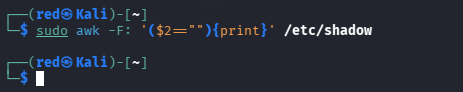 ┌──(red㉿Kali)-[~]
└─$ sudo awk -F: '($2==""){print}' /etc/shadow
┌──(red㉿Kali)-[~]
└─$